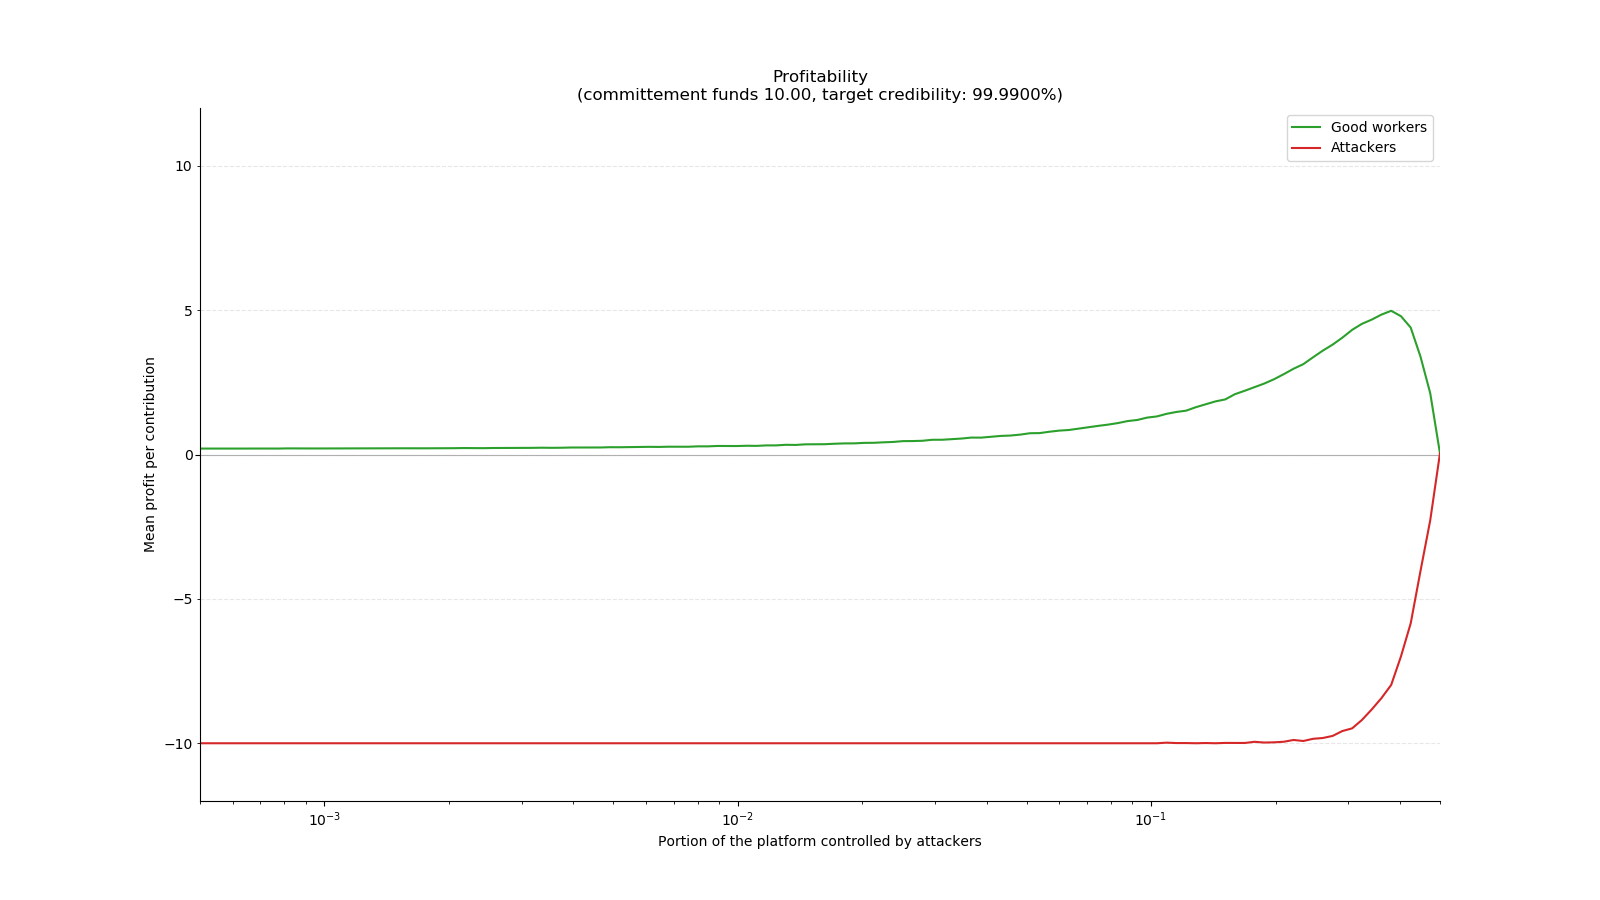 Profitability
(committement funds 10.00, target credibility: 99.9900%)
Good workers
Attackers
10
5
0
−5
−10
Mean profit per contribution
10⁻³
10⁻²
10⁻¹
Portion of the platform controlled by attackers